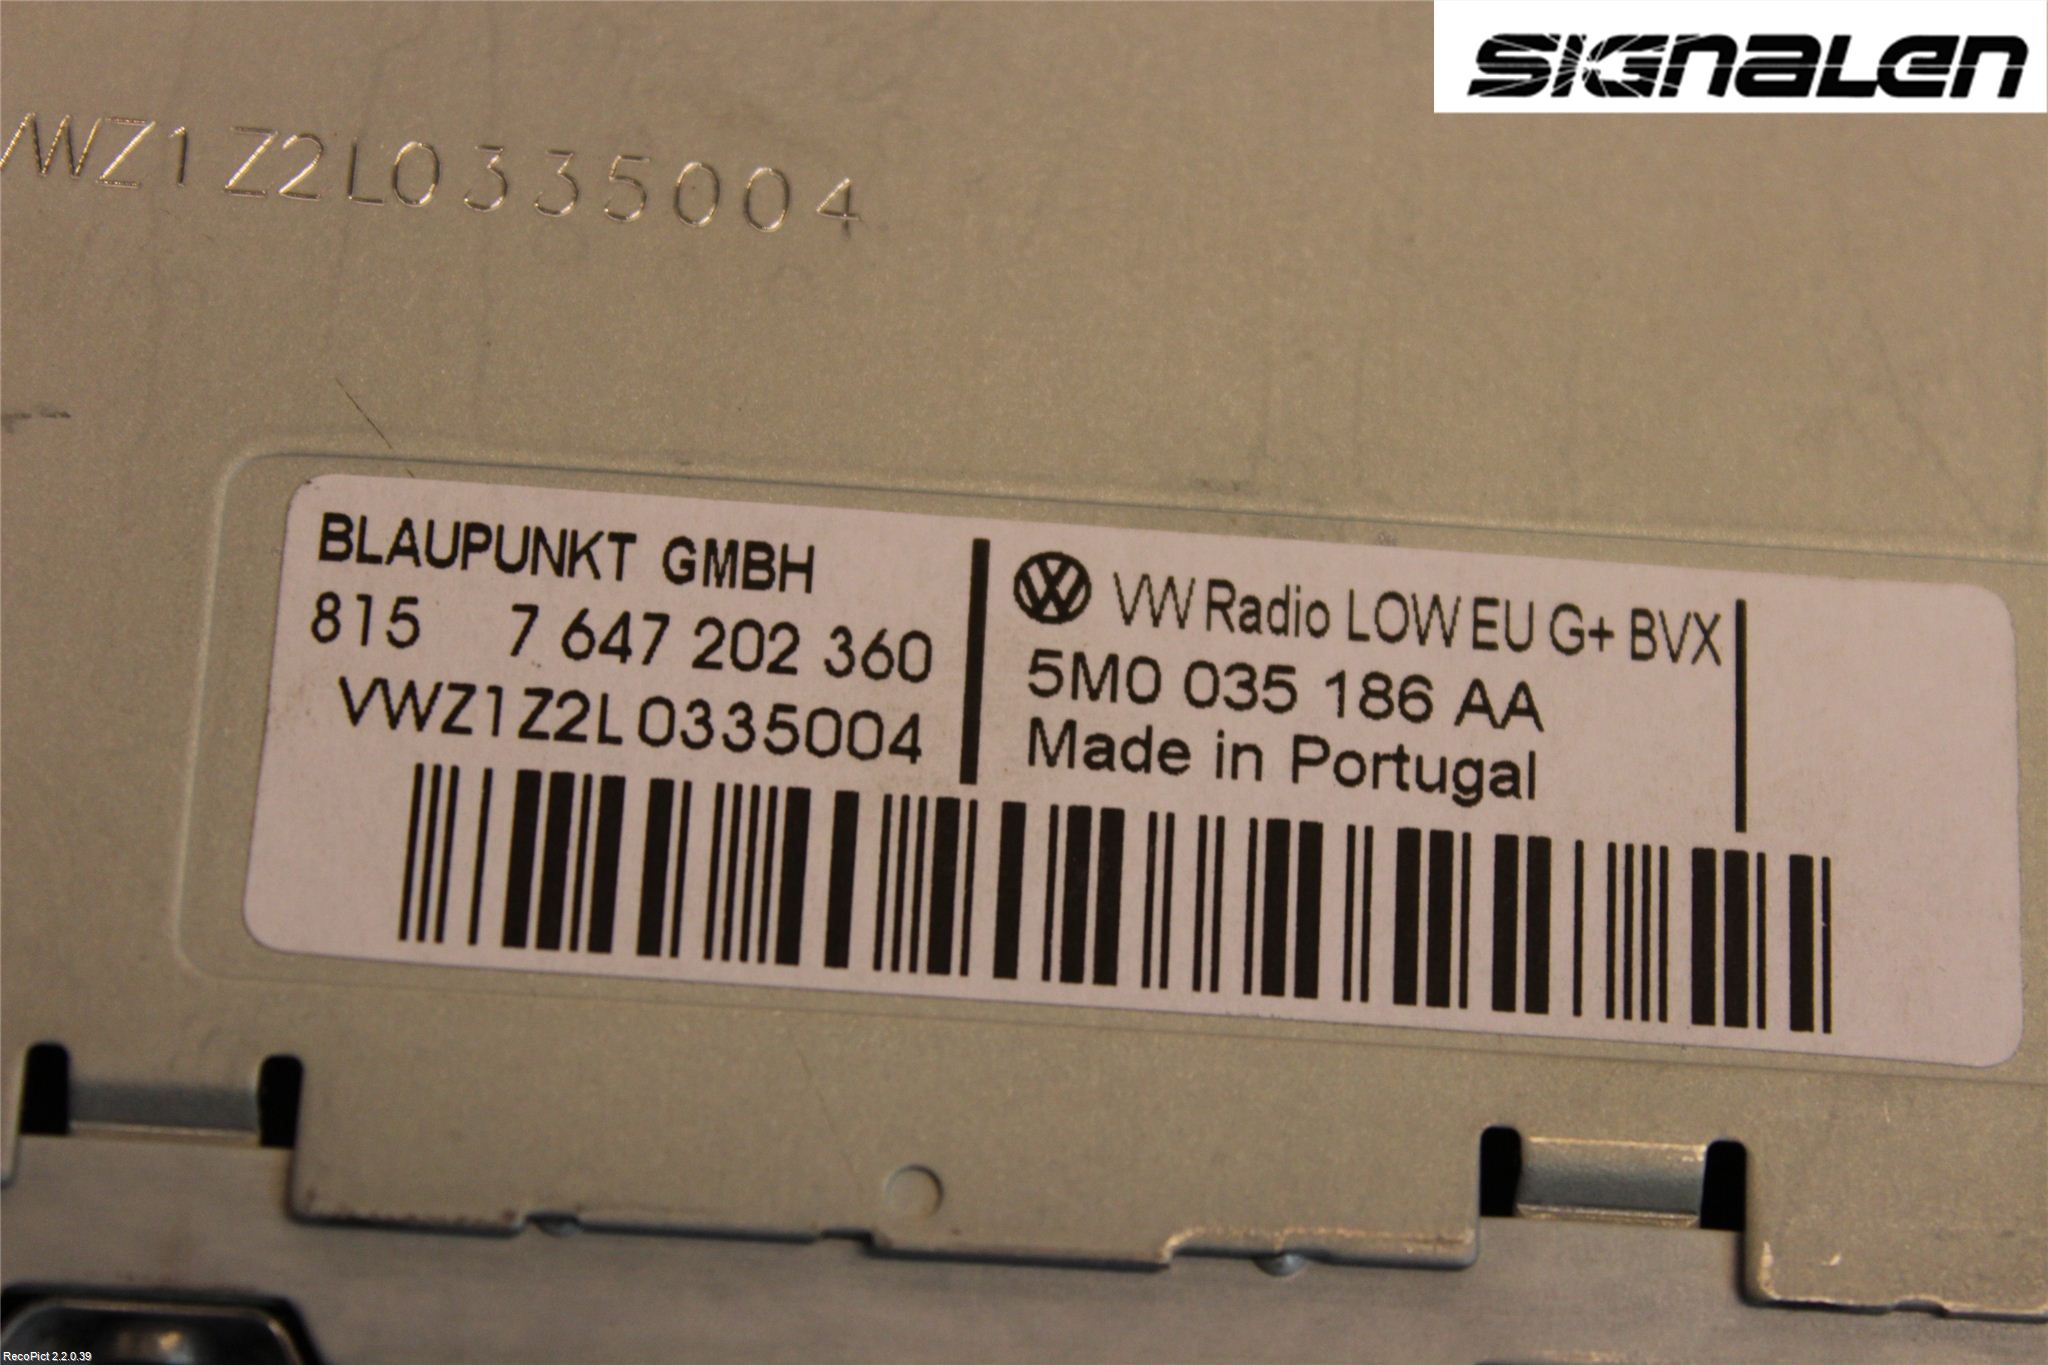 SIGNALEN
VWZ1Z2L0335004
BLAUPUNKT GMBH
815 7 647 202 360
VWZ1Z2L0335004
VW Radio LOW EU G+ BVX
5M0 035 186 AA
Made in Portugal
RecoPict 2.2.0.39